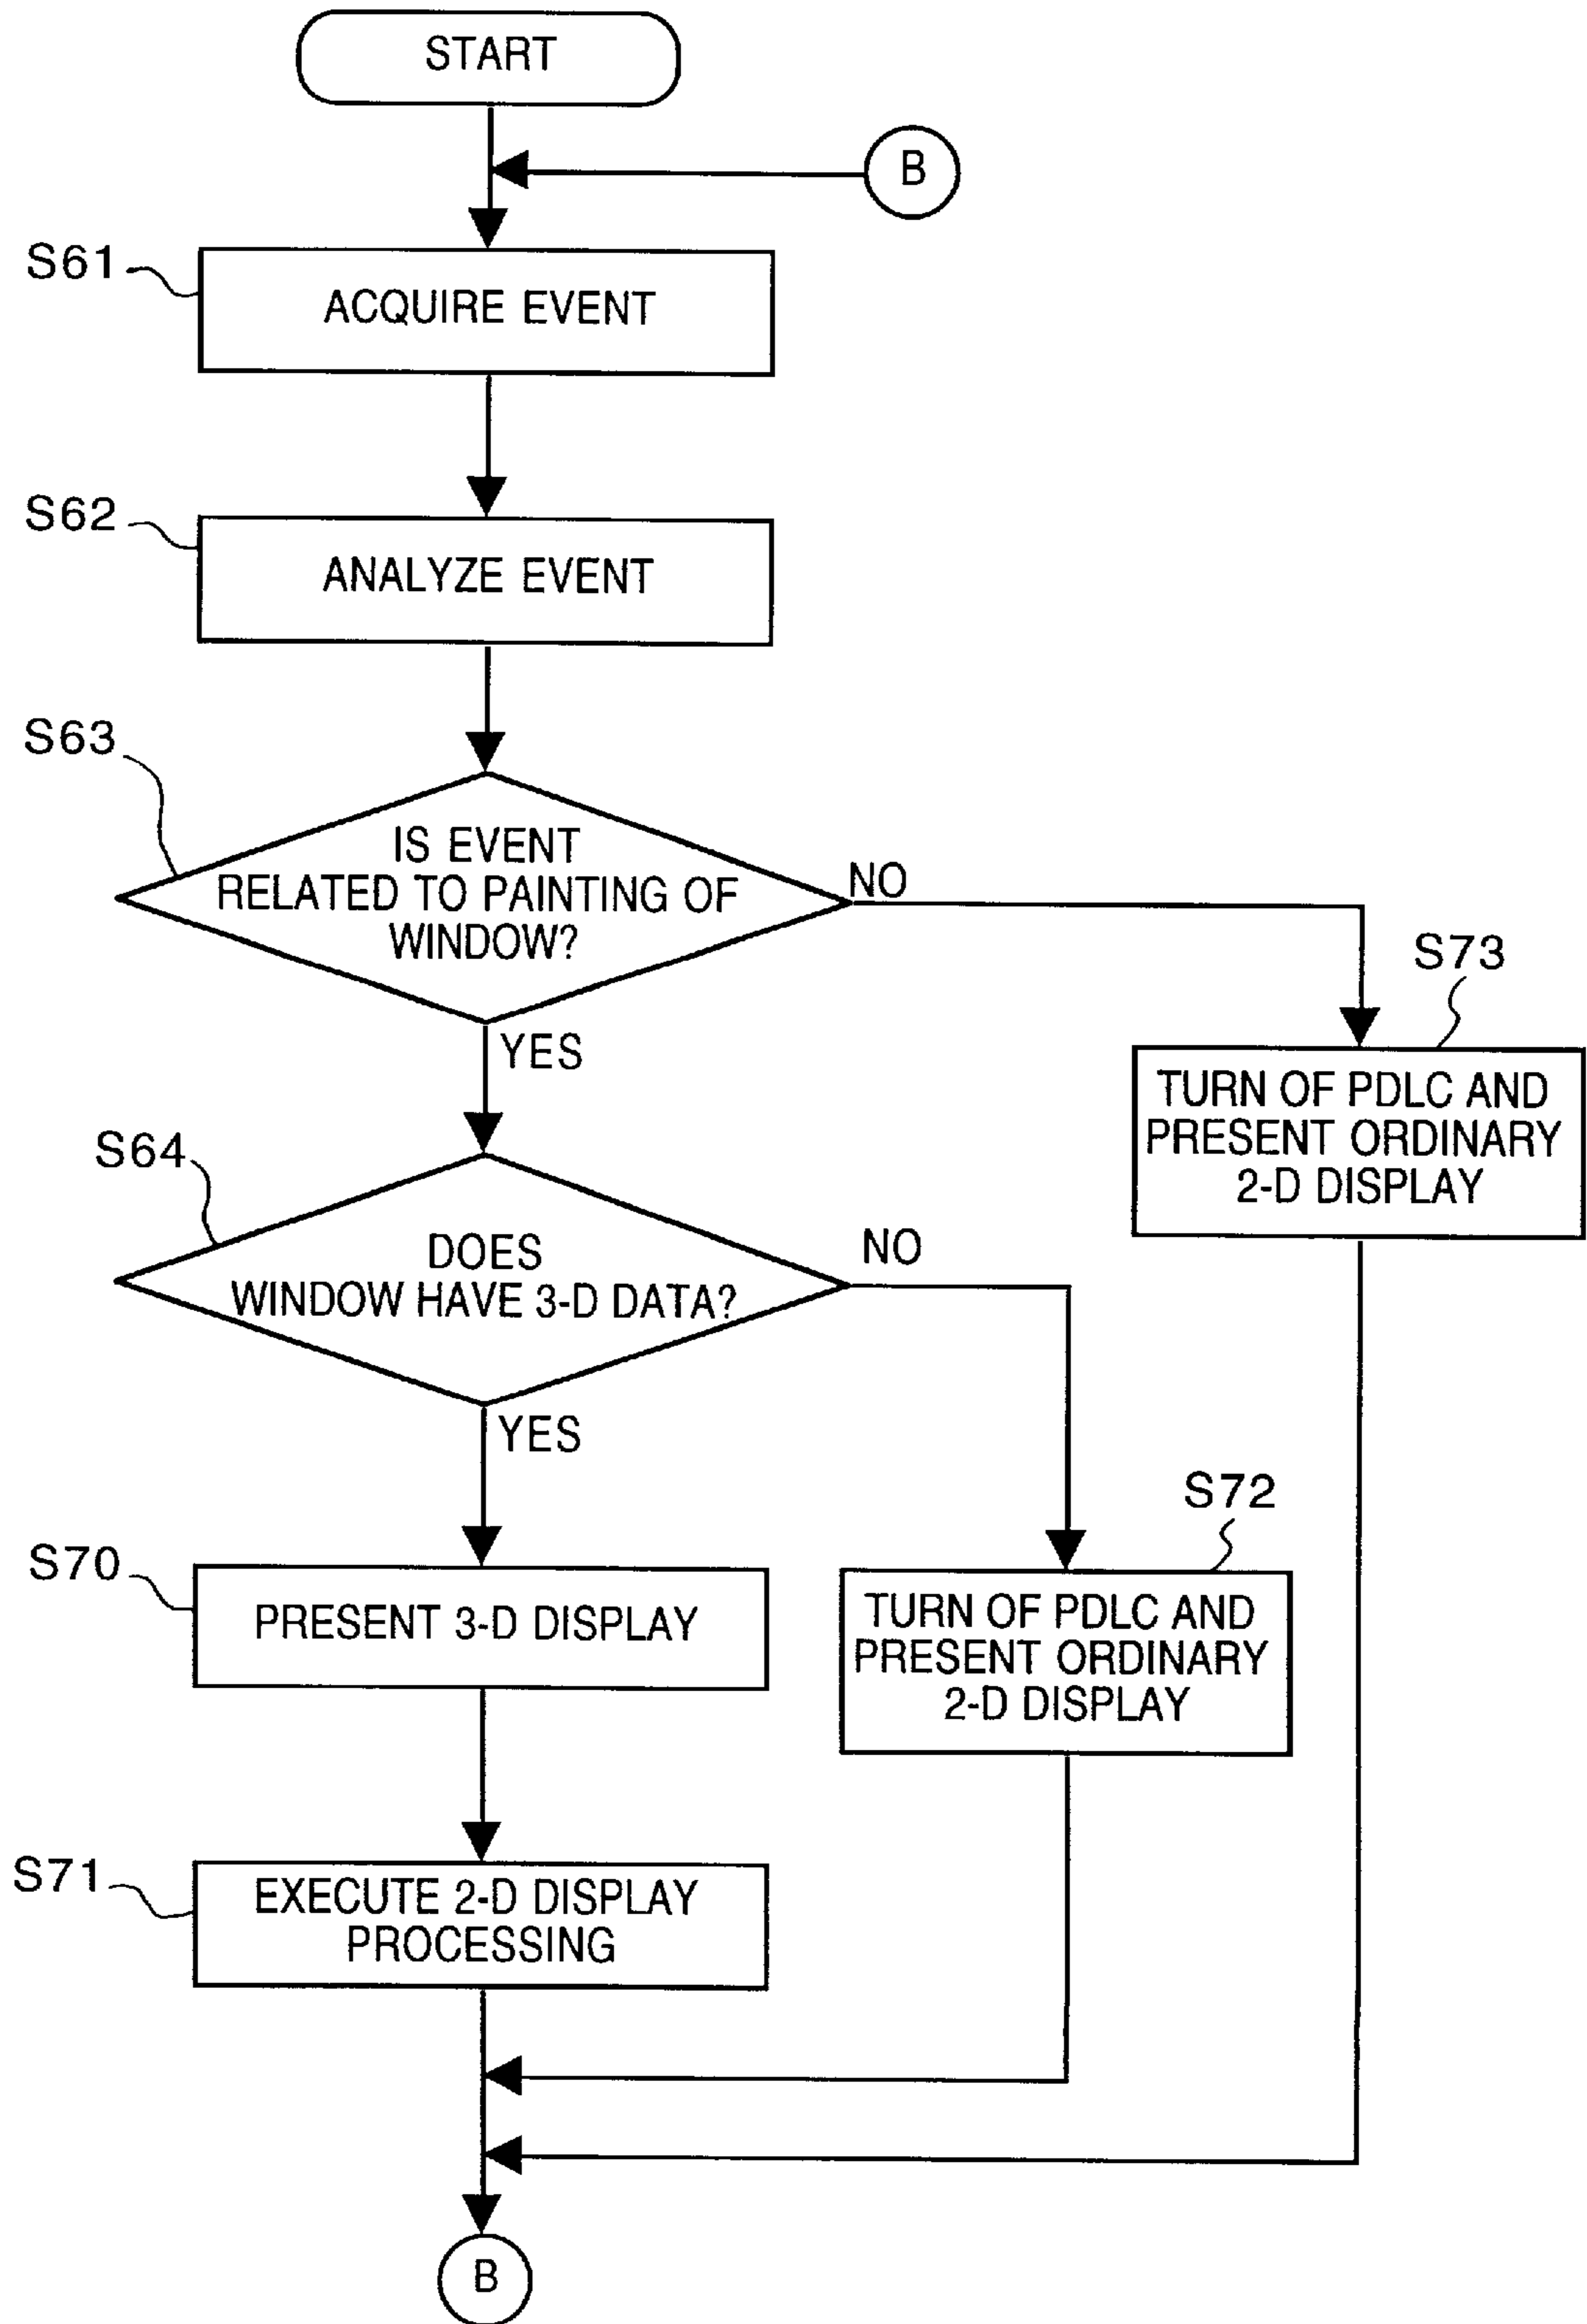 START
B
S61
ACQUIRE EVENT
S62
ANALYZE EVENT
S63
IS EVENT
RELATED TO PAINTING OF
WINDOW?
NO
YES
S73
TURN OF PDLC AND
PRESENT ORDINARY
2-D DISPLAY
S64
DOES
WINDOW HAVE 3-D DATA?
NO
YES
S70
PRESENT 3-D DISPLAY
S72
TURN OF PDLC AND
PRESENT ORDINARY
2-D DISPLAY
S71
EXECUTE 2-D DISPLAY
PROCESSING
B